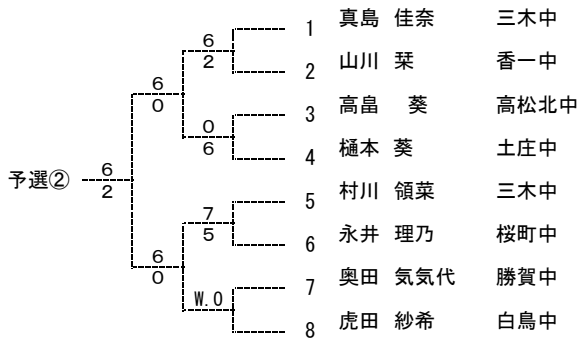 1 真島 佳奈 三木中
6
2
2 山川 栞 香一中
6
0
3 高畠 葵 高松北中
0
6
4 樋本 葵 土庄中
予選② 6
2
5 村川 領菜 三木中
7
5
6 永井 理乃 桜町中
6
0
7 奥田 気気代 勝賀中
W.O
8 虎田 紗希 白鳥中